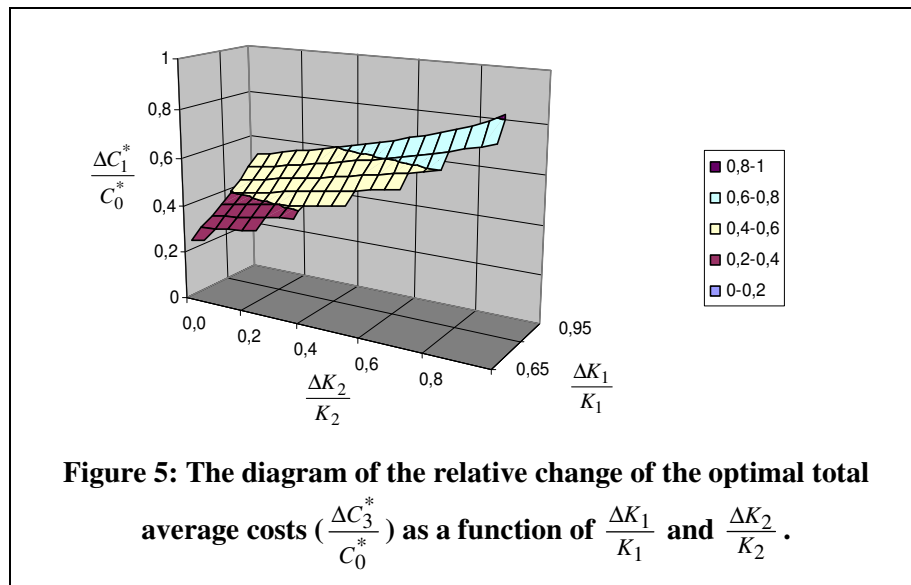 1
0,8
0,6
0,4
0,2
0
ΔC₁*
C₀*
0,0
0,2
0,4
0,6
0,8
ΔK₂
K₂
0,65
0,95
ΔK₁
K₁
0,8-1
0,6-0,8
0,4-0,6
0,2-0,4
0-0,2
Figure 5: The diagram of the relative change of the optimal total
average costs (ΔC₃*/C₀*) as a function of ΔK₁/K₁ and ΔK₂/K₂.